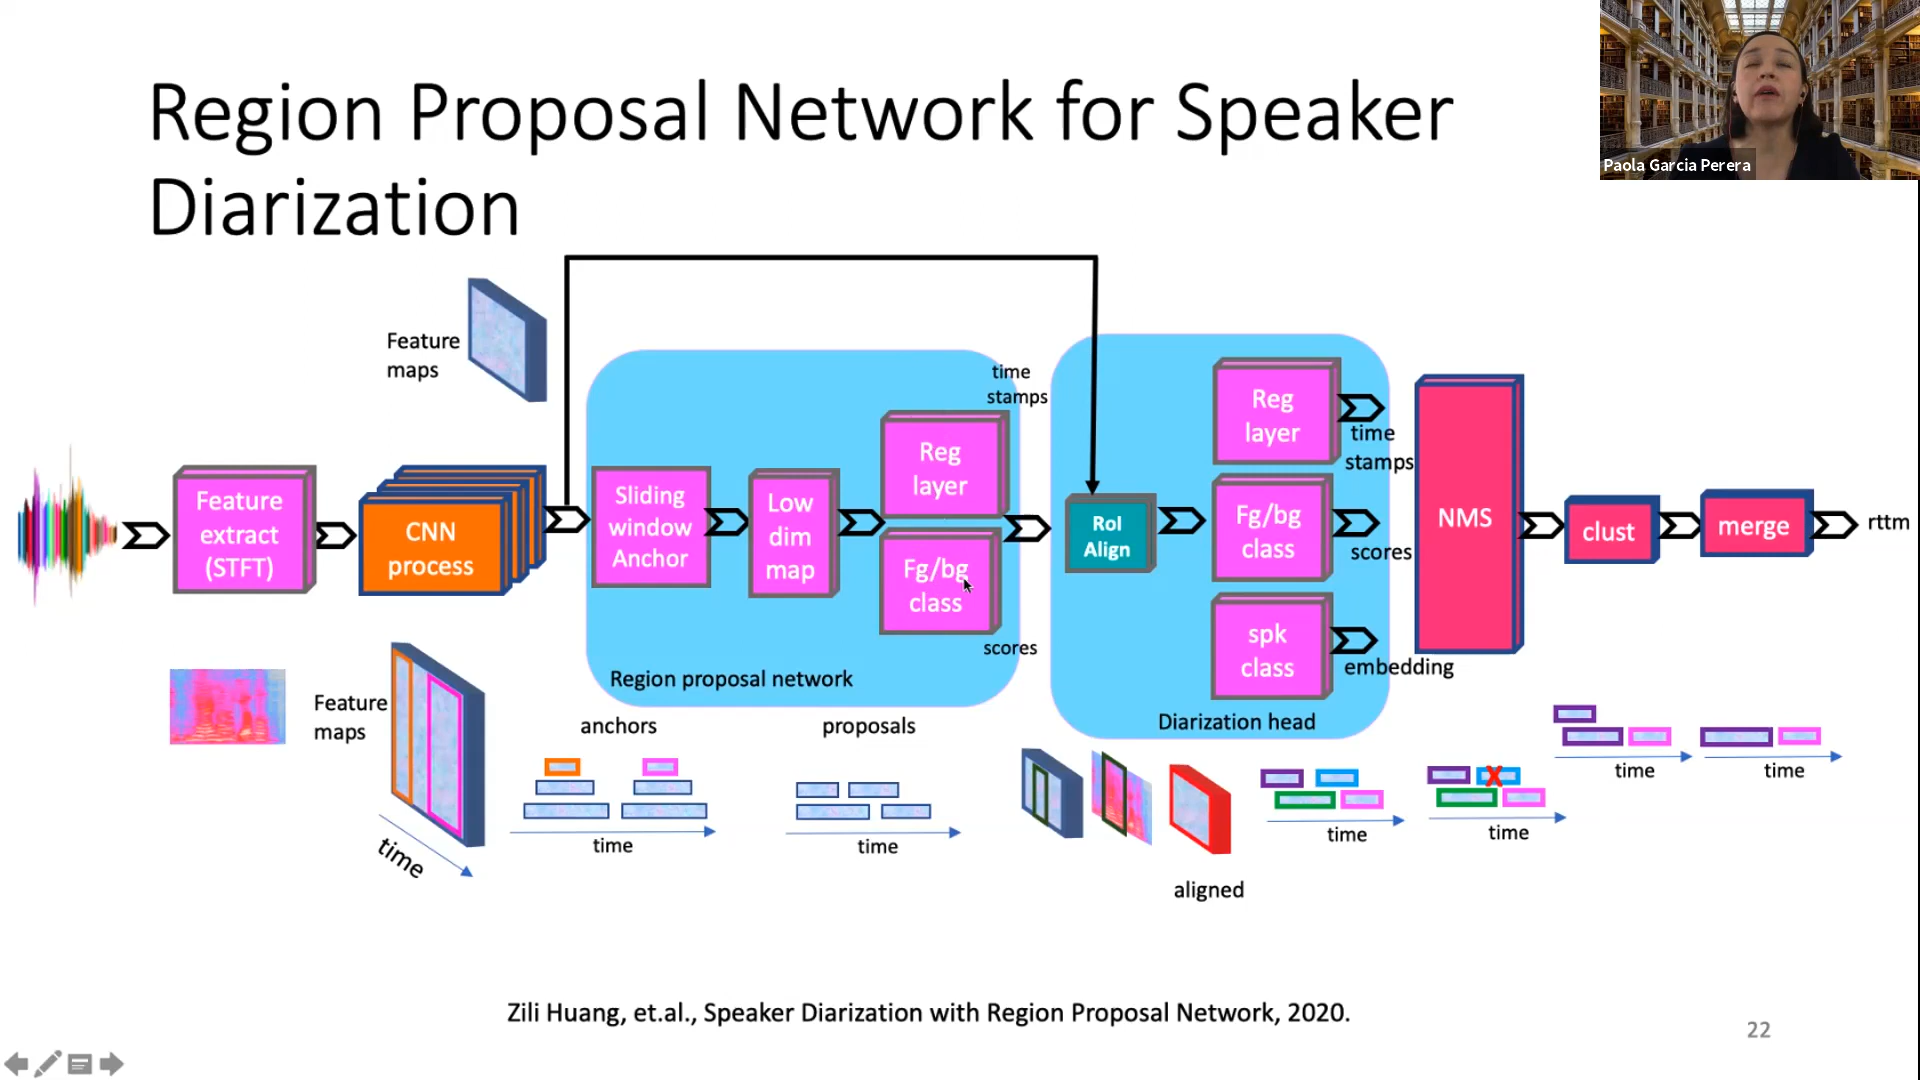 Region Proposal Network for Speaker
Diarization
Paola Garcia Perera
Feature
maps
Feature
extract
(STFT)
CNN
process
Sliding
window
Anchor
Low
dim
map
time
stamps
Reg
layer
Fg/bg
class
scores
Region proposal network
RoI
Align
Reg
layer
time
stamps
Fg/bg
class
scores
spk
class
embedding
Diarization head
NMS
clust
merge
rttm
Feature
maps
time
anchors
time
proposals
time
aligned
time
time
time
time
Zili Huang, et.al., Speaker Diarization with Region Proposal Network, 2020.
22